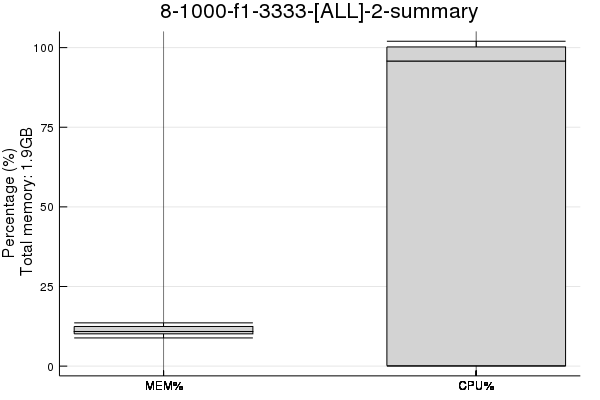 8-1000-f1-3333-[ALL]-2-summary
Percentage (%)
Total memory: 1.9GB
100
75
50
25
0
MEM%
CPU%